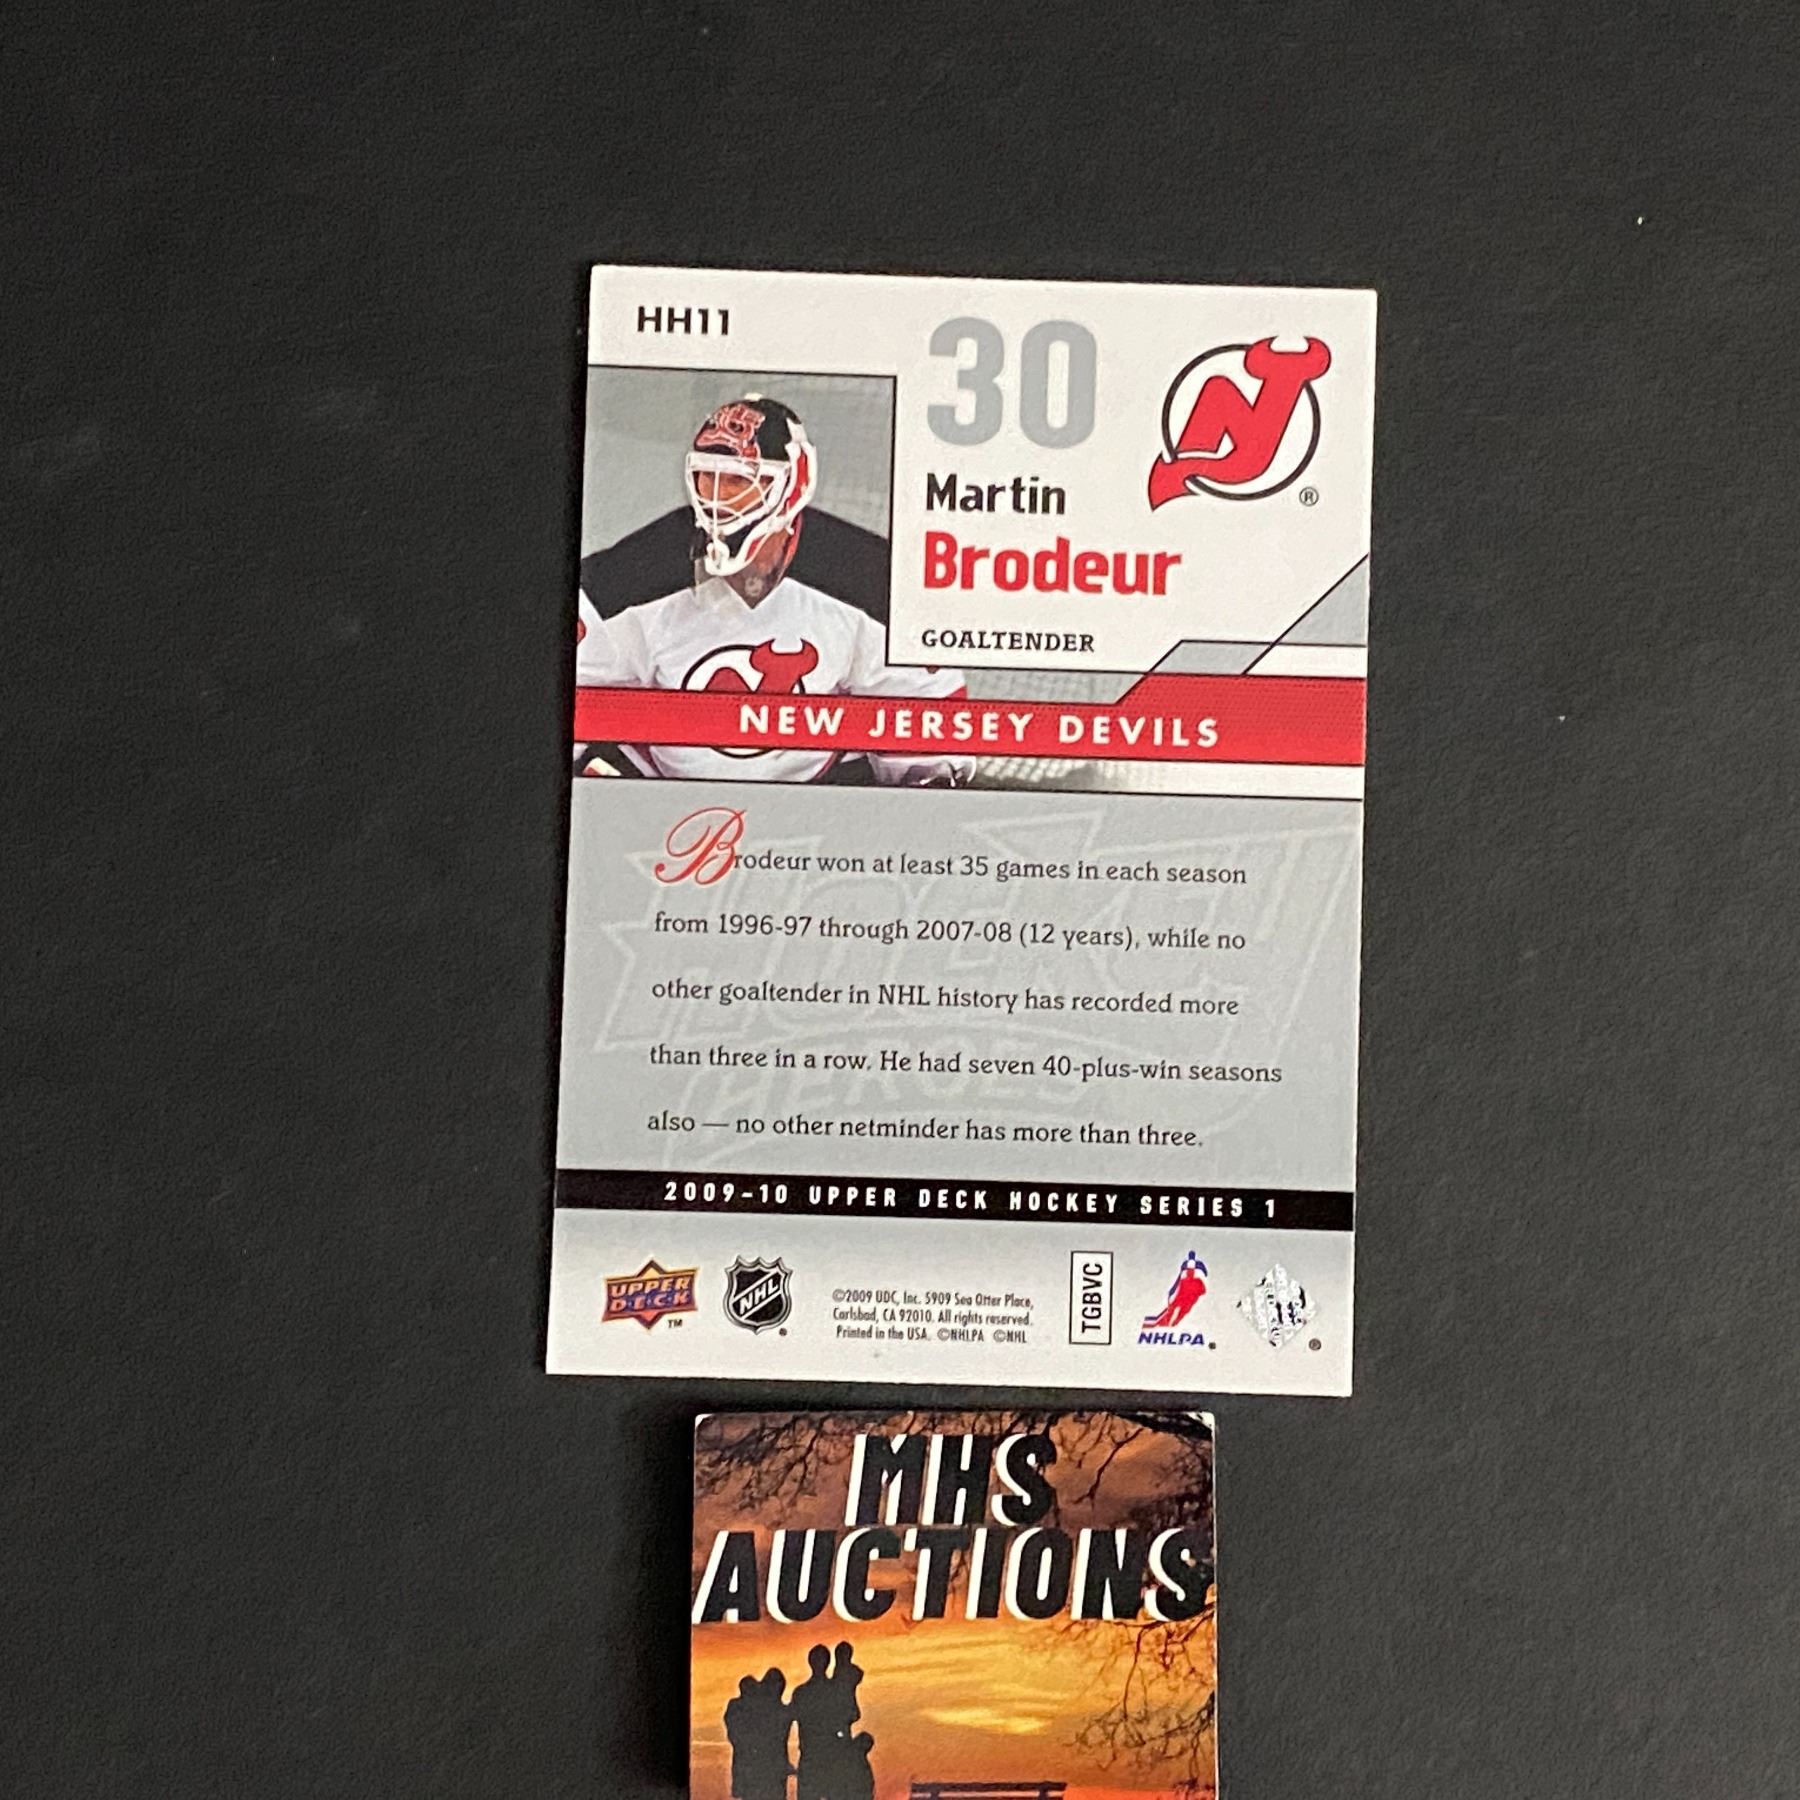 HH11
30
Martin
Brodeur
GOALTENDER
NEW JERSEY DEVILS
Brodeur won at least 35 games in each season
from 1996-97 through 2007-08 (12 years), while no
other goaltender in NHL history has recorded more
than three in a row. He had seven 40-plus-win seasons
also — no other netminder has more than three.
2009-10 UPPER DECK HOCKEY SERIES 1
UPPER
DECK
TM
NHL
©2009 UDC, Inc. 5909 Sea Otter Place,
Carlsbad, CA 92010. All rights reserved.
Printed in the USA. ©NHLPA ©NHL
TGBVC
NHLPA
MHS
AUCTIONS